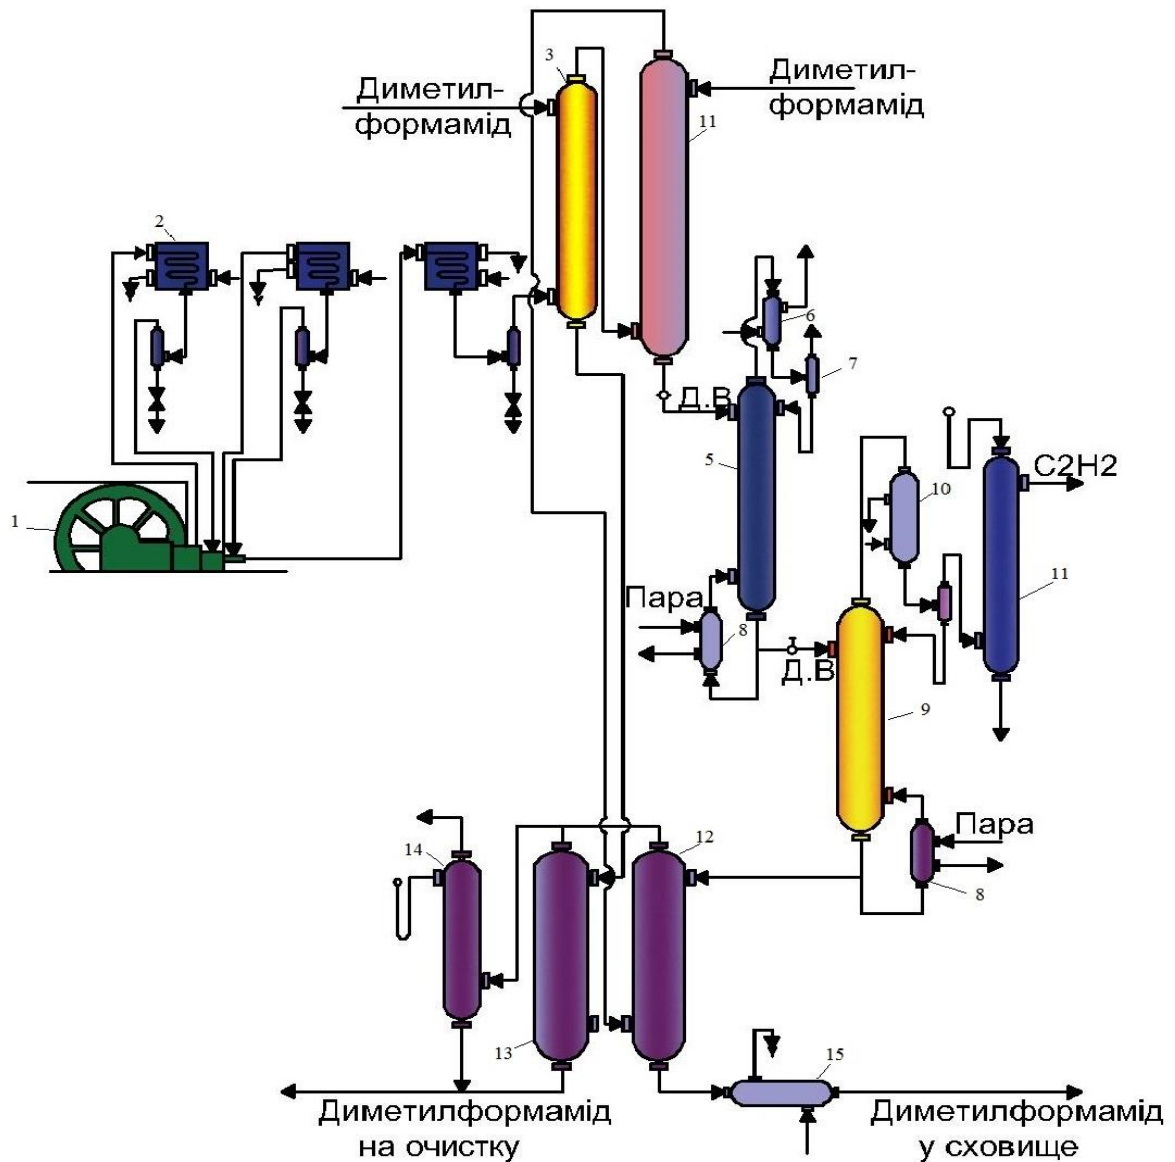 3
Диметил-
формамід
Диметил-
формамід
11
2
6
7
Д.В
5
10
C2H2
1
11
Пара
8
Д.В
9
12
Пара
14
8
13
15
Диметилформамід
на очистку
Диметилформамід
у сховище